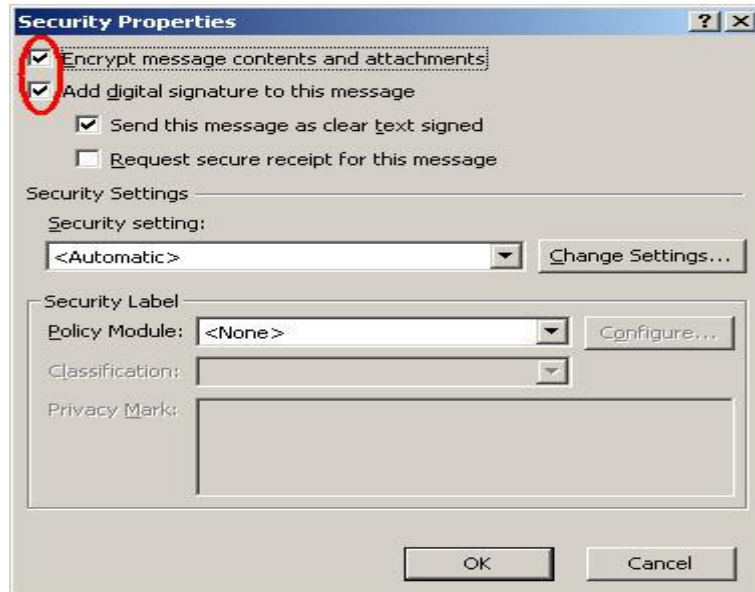 Security Properties
Encrypt message contents and attachments
Add digital signature to this message
Send this message as clear text signed
Request secure receipt for this message
Security Settings
Security setting:
<Automatic> Change Settings...
Security Label
Policy Module: <None> Configure...
Classification:
Privacy Mark:
OK Cancel